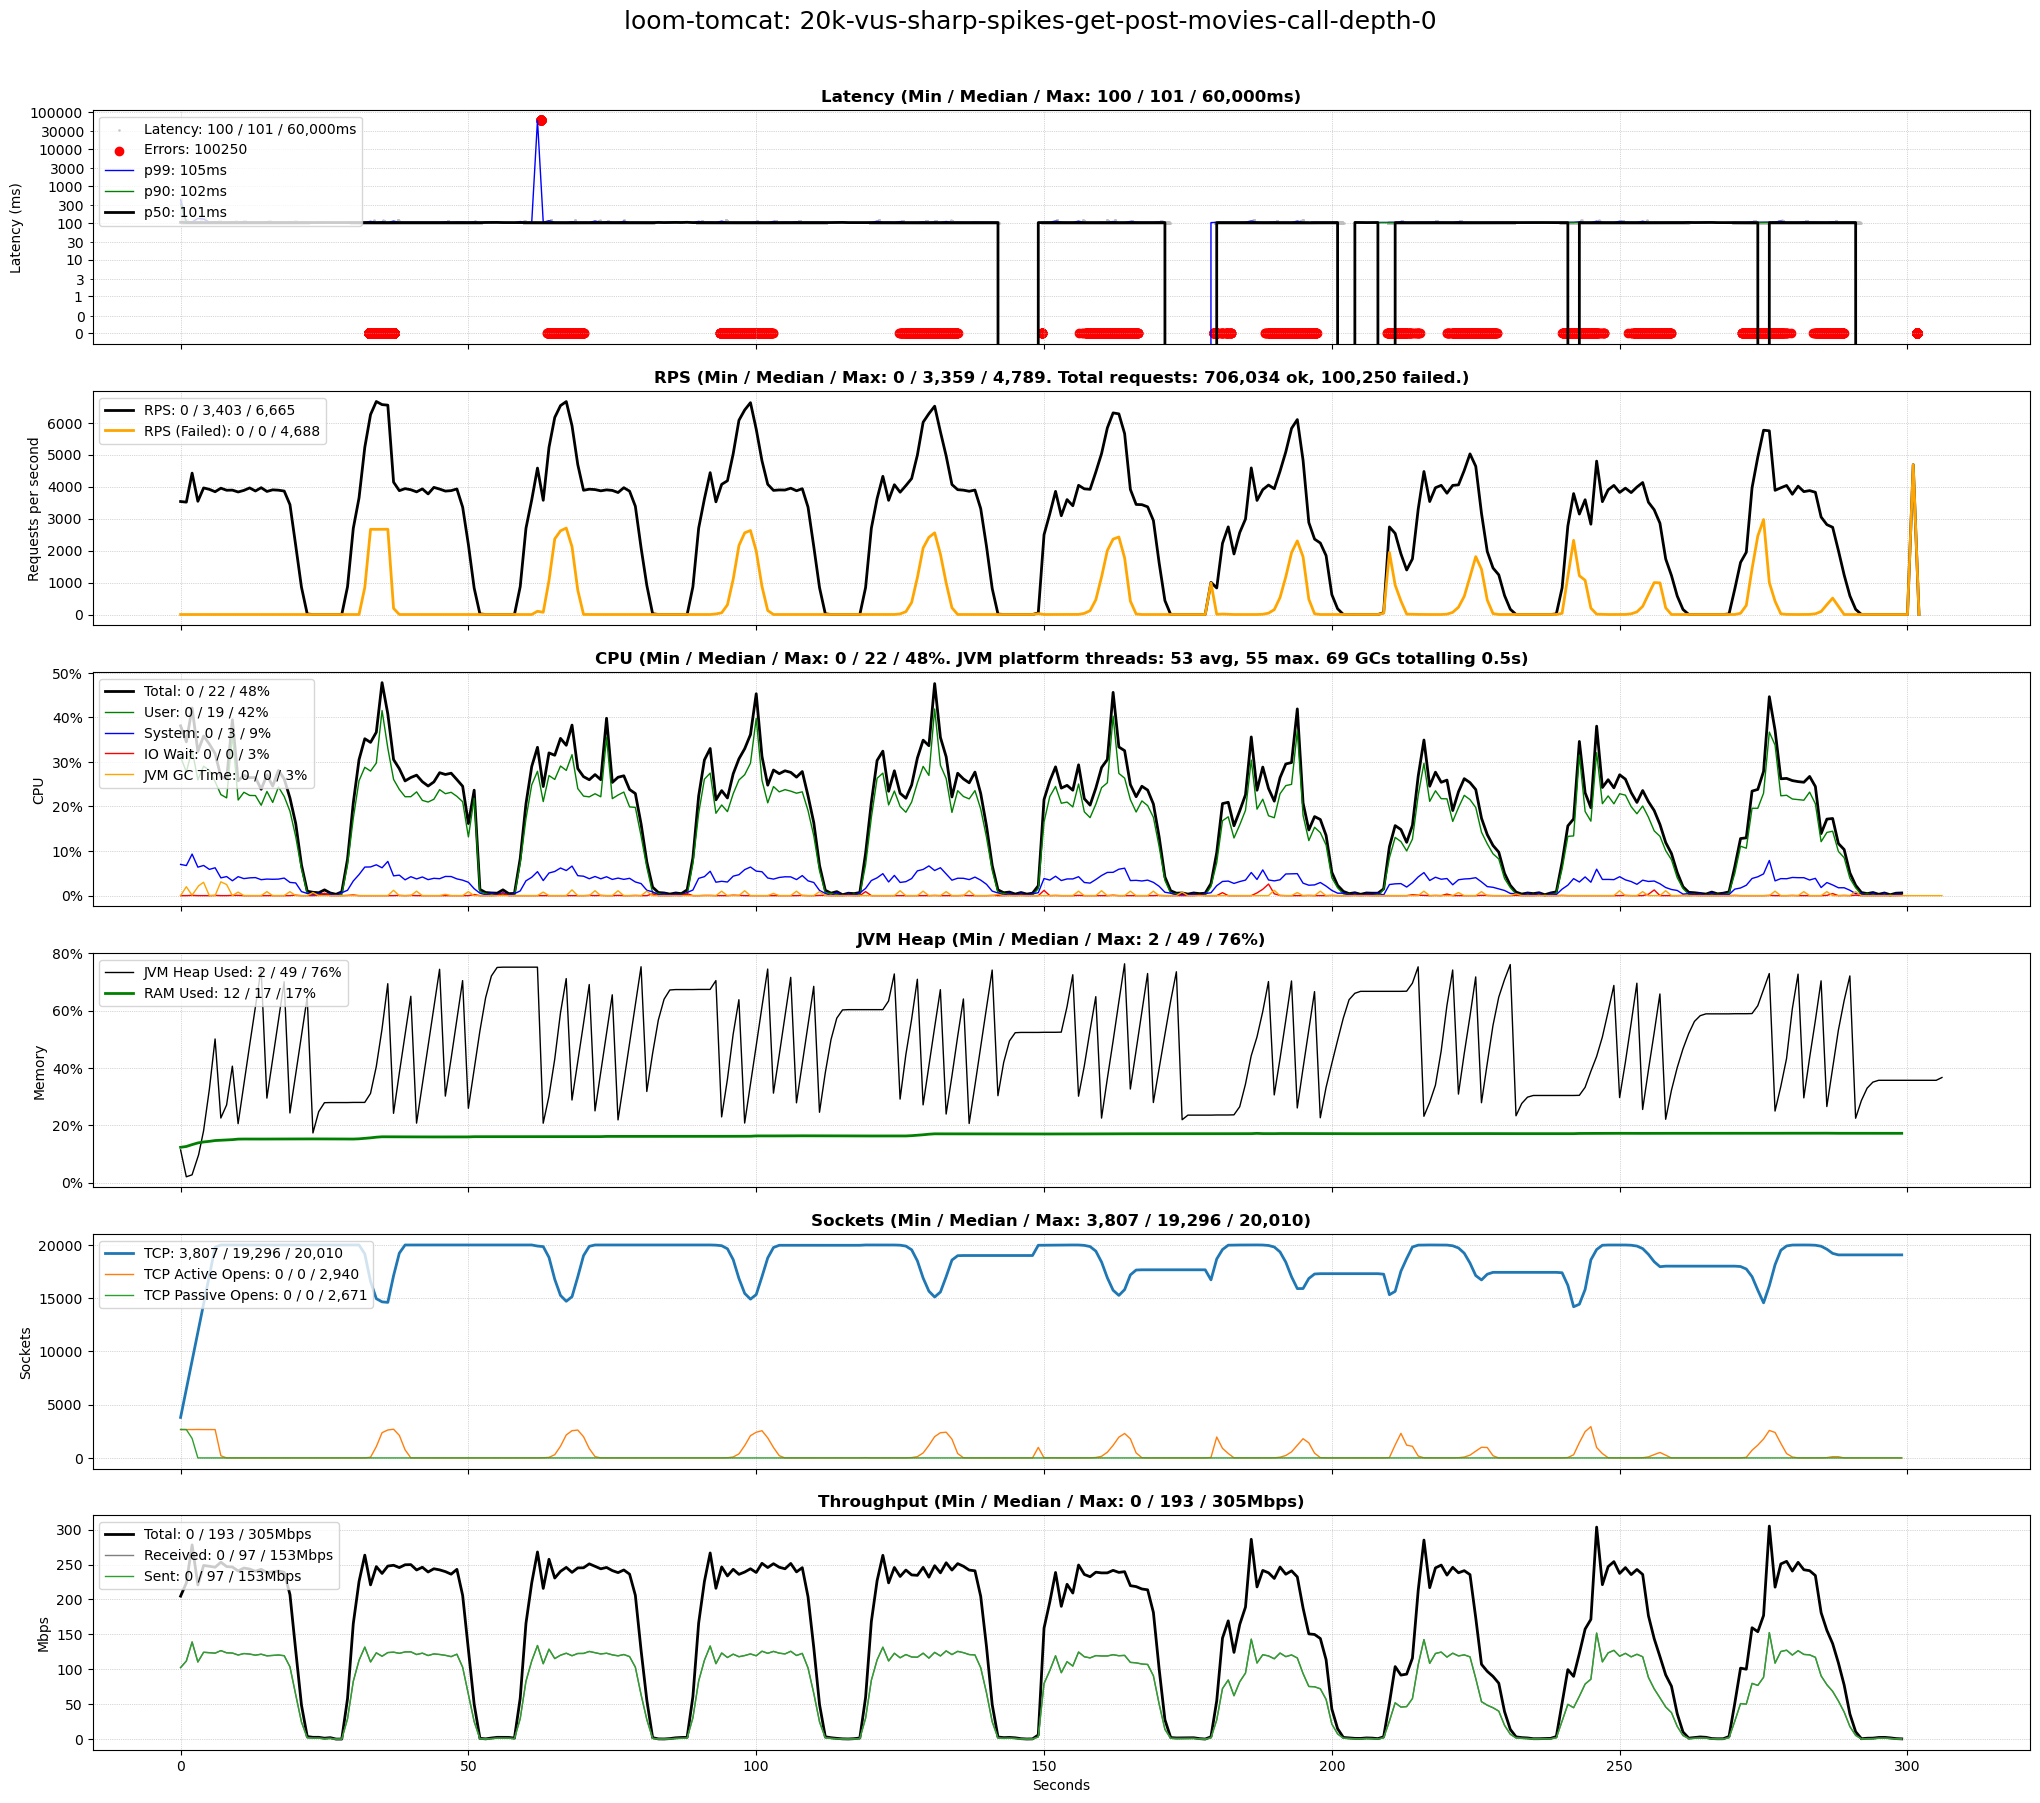 loom-tomcat: 20k-vus-sharp-spikes-get-post-movies-call-depth-0
Latency (Min / Median / Max: 100 / 101 / 60,000ms)
Latency (ms)
100000
30000
10000
3000
1000
300
100
30
10
3
1
0
0
Latency: 100 / 101 / 60,000ms
Errors: 100250
p99: 105ms
p90: 102ms
p50: 101ms
RPS (Min / Median / Max: 0 / 3,359 / 4,789. Total requests: 706,034 ok, 100,250 failed.)
Requests per second
6000
5000
4000
3000
2000
1000
0
RPS: 0 / 3,403 / 6,665
RPS (Failed): 0 / 0 / 4,688
CPU (Min / Median / Max: 0 / 22 / 48%. JVM platform threads: 53 avg, 55 max. 69 GCs totalling 0.5s)
CPU
50%
40%
30%
20%
10%
0%
Total: 0 / 22 / 48%
User: 0 / 19 / 42%
System: 0 / 3 / 9%
IO Wait: 0 / 0 / 3%
JVM GC Time: 0 / 0 / 3%
JVM Heap (Min / Median / Max: 2 / 49 / 76%)
Memory
80%
60%
40%
20%
0%
JVM Heap Used: 2 / 49 / 76%
RAM Used: 12 / 17 / 17%
Sockets (Min / Median / Max: 3,807 / 19,296 / 20,010)
Sockets
20000
15000
10000
5000
0
TCP: 3,807 / 19,296 / 20,010
TCP Active Opens: 0 / 0 / 2,940
TCP Passive Opens: 0 / 0 / 2,671
Throughput (Min / Median / Max: 0 / 193 / 305Mbps)
Mbps
300
250
200
150
100
50
0
Total: 0 / 193 / 305Mbps
Received: 0 / 97 / 153Mbps
Sent: 0 / 97 / 153Mbps
0 50 100 150 200 250 300
Seconds